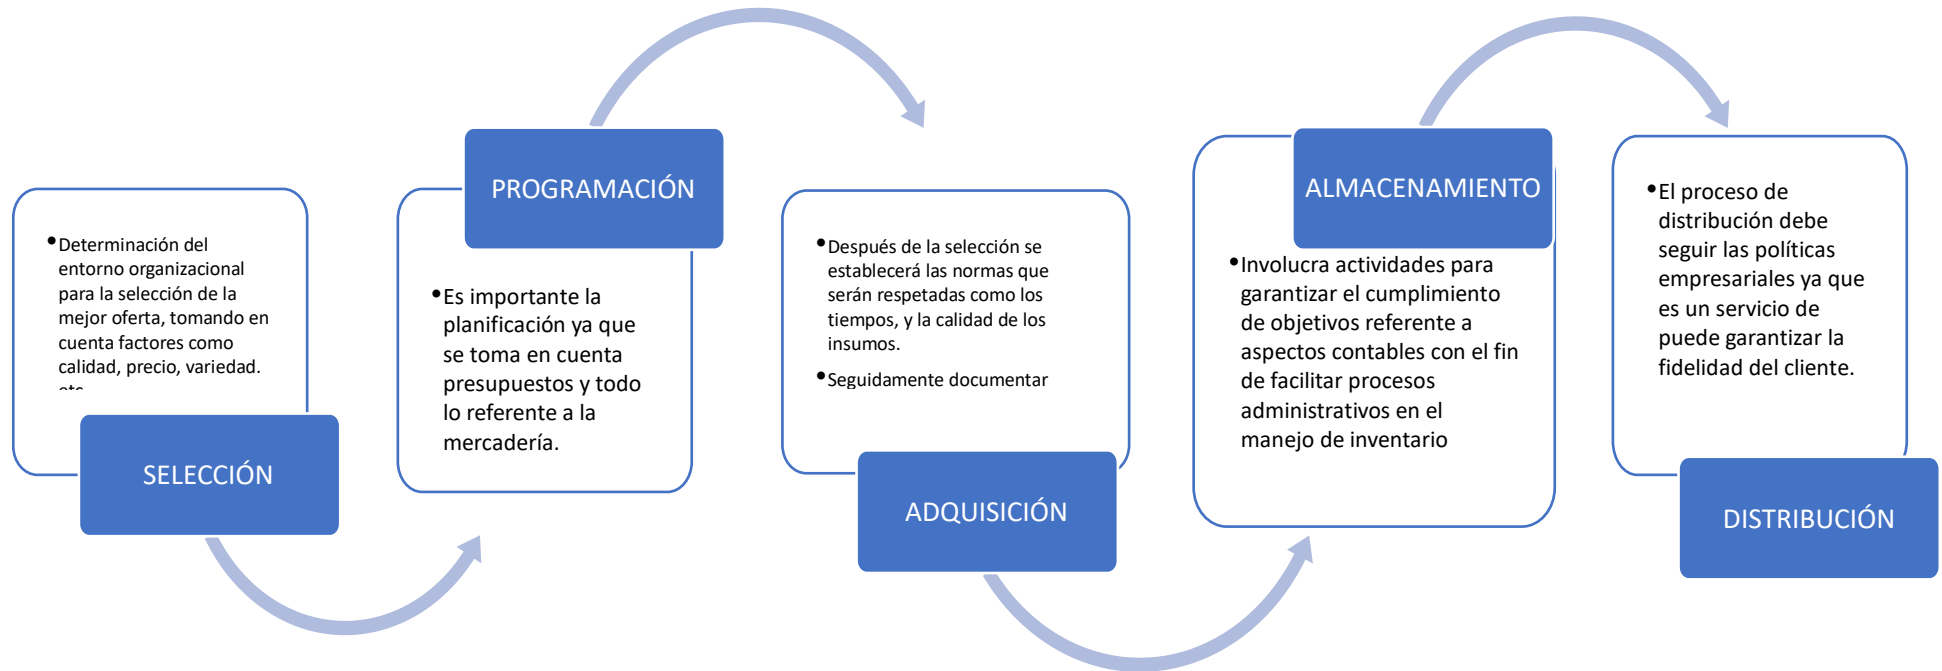 •Determinación del
entorno organizacional
para la selección de la
mejor oferta, tomando en
cuenta factores como
calidad, precio, variedad.
SELECCIÓN
PROGRAMACIÓN
•Es importante la
planificación ya que
se toma en cuenta
presupuestos y todo
lo referente a la
mercadería.
•Después de la selección se
establecerá las normas que
serán respetadas como los
tiempos, y la calidad de los
insumos.
•Seguidamente documentar
ADQUISICIÓN
ALMACENAMIENTO
•Involucra actividades para
garantizar el cumplimiento
de objetivos referente a
aspectos contables con el fin
de facilitar procesos
administrativos en el
manejo de inventario
•El proceso de
distribución debe
seguir las políticas
empresariales ya que
es un servicio de
puede garantizar la
fidelidad del cliente.
DISTRIBUCIÓN